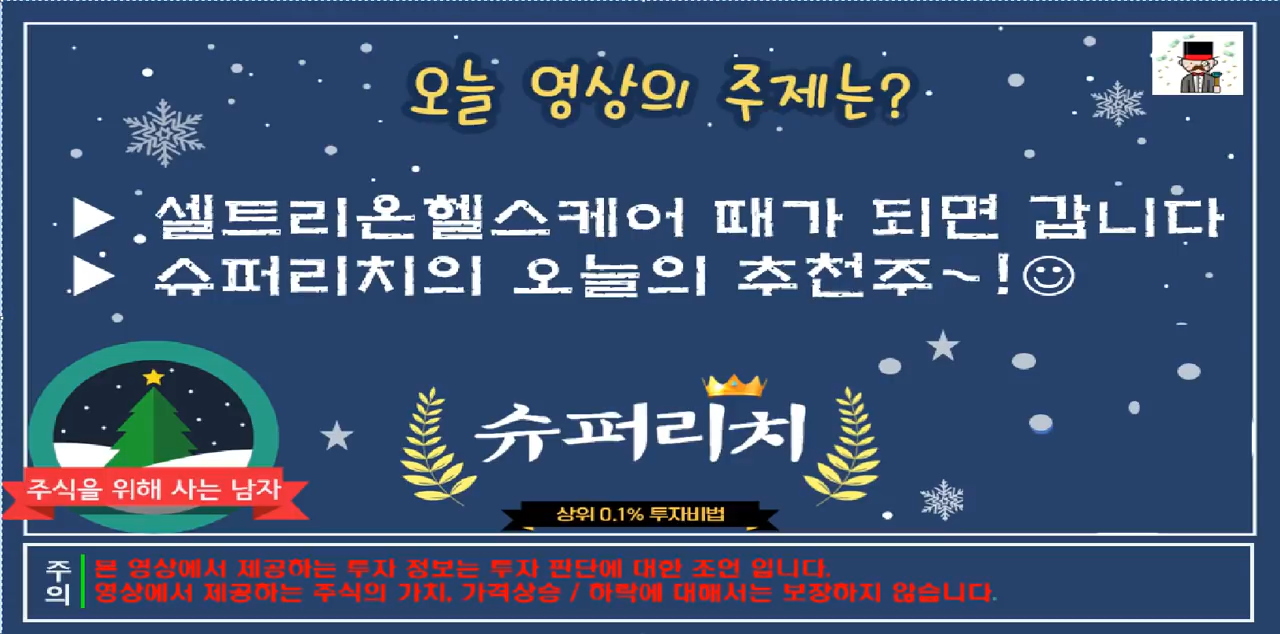 오늘 영상의 주제는?
▶ 셀트리온헬스케어 때가 되면 갑니다
▶ 슈퍼리치의 오늘의 추천주~!☺
슈퍼리치
주식을 위해 사는 남자
상위 0.1% 투자비법
주의
본 영상에서 제공하는 투자 정보는 투자 판단에 대한 조언 입니다.
영상에서 제공하는 주식의 가치, 가격상승 / 하락에 대해서는 보장하지 않습니다.